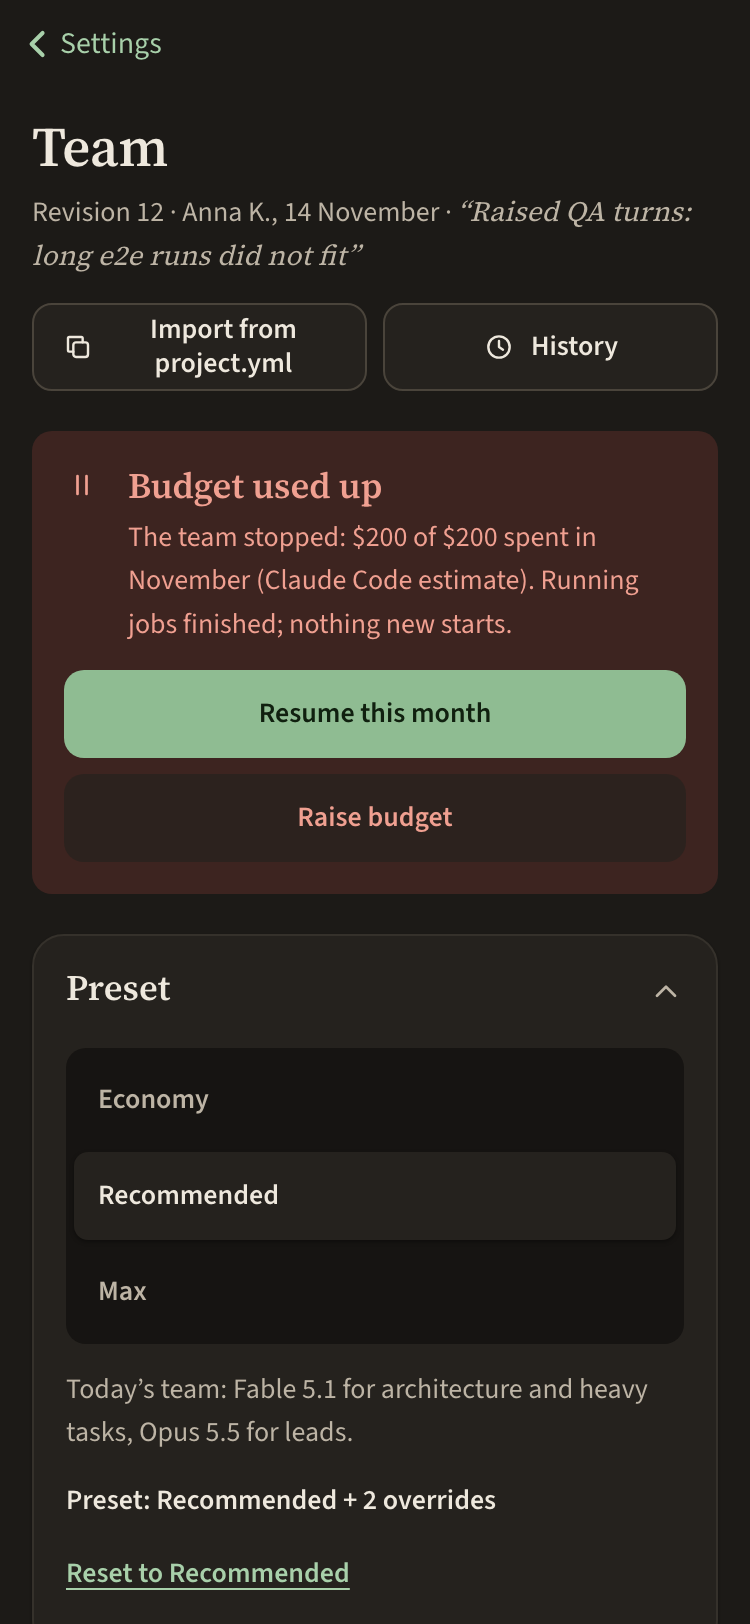 Settings
Team
Revision 12 · Anna K., 14 November · “Raised QA turns:
long e2e runs did not fit”
Import from
project.yml
History
Budget used up
The team stopped: $200 of $200 spent in
November (Claude Code estimate). Running
jobs finished; nothing new starts.
Resume this month
Raise budget
Preset
Economy
Recommended
Max
Today’s team: Fable 5.1 for architecture and heavy
tasks, Opus 5.5 for leads.
Preset: Recommended + 2 overrides
Reset to Recommended